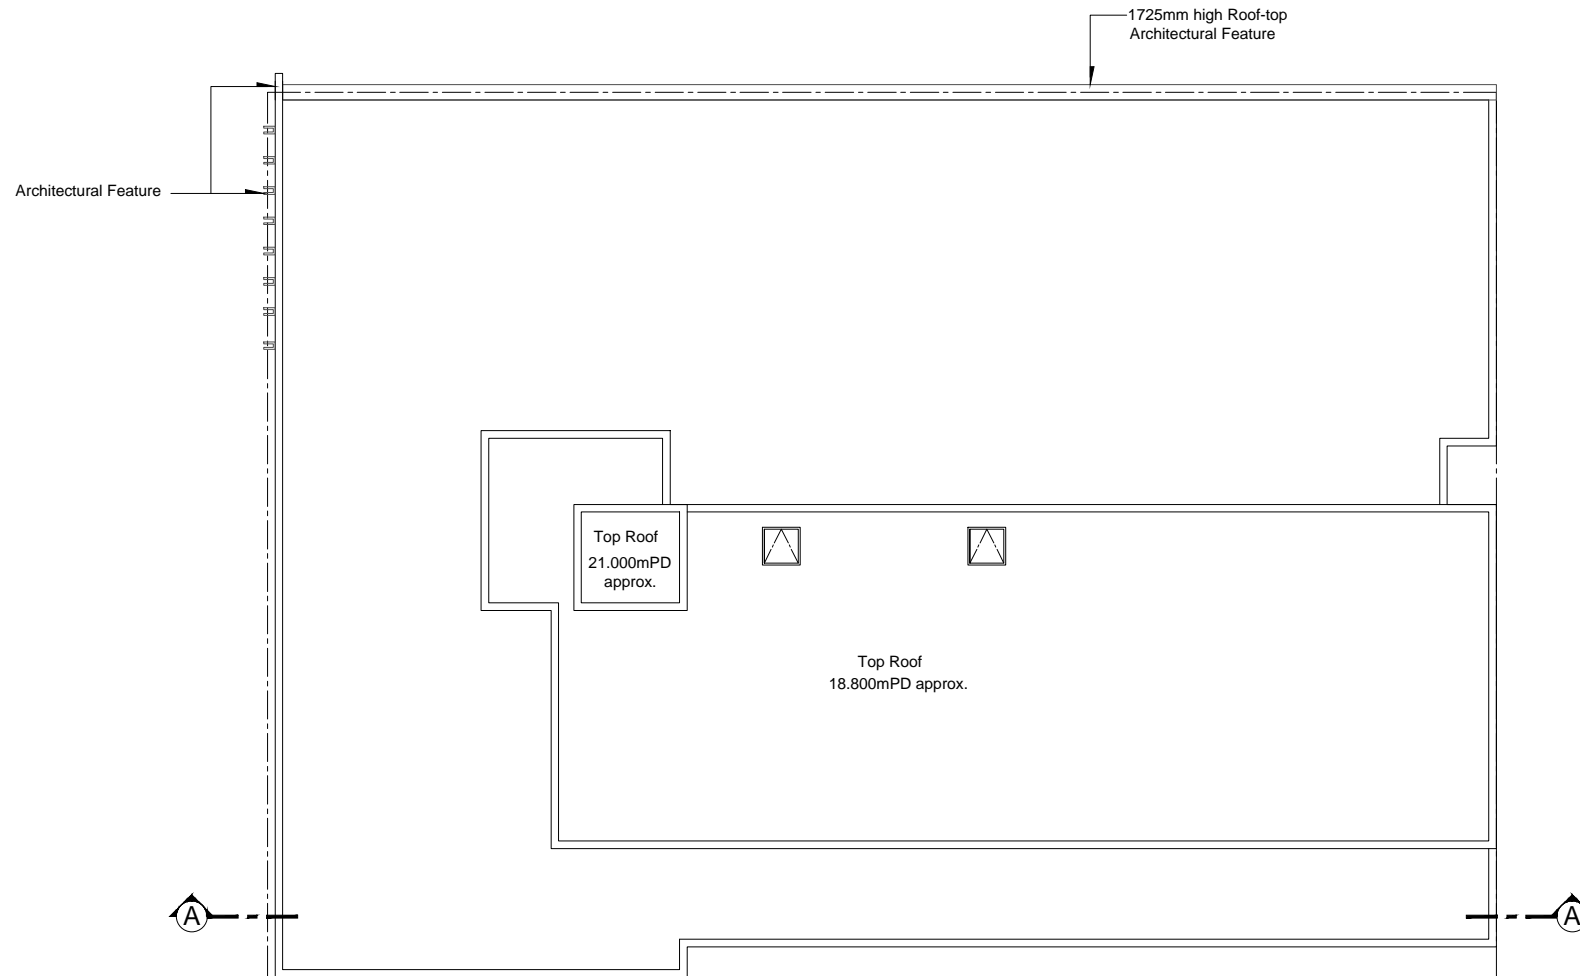 1725mm high Roof-top
Architectural Feature
Architectural Feature
Top Roof
21.000mPD
approx.
Top Roof
18.800mPD approx.
A
A